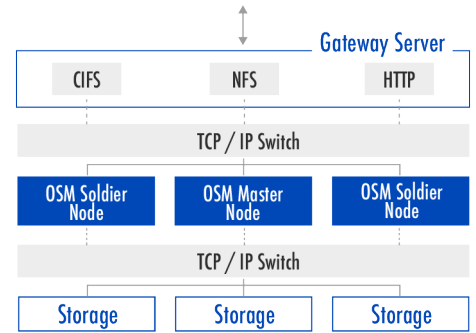 Gateway Server
CIFS NFS HTTP
TCP / IP Switch
OSM Soldier Node OSM Master Node OSM Soldier Node
TCP / IP Switch
Storage Storage Storage